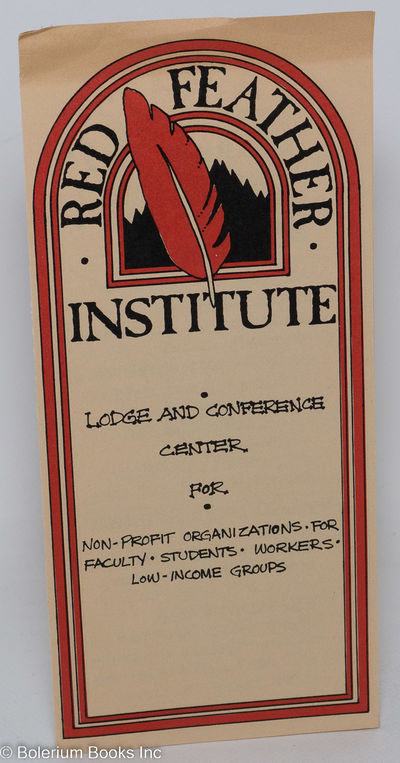 · RED FEATHER ·
INSTITUTE
LODGE AND CONFERENCE
CENTER
FOR
NON-PROFIT ORGANIZATIONS · FOR
FACULTY · STUDENTS · WORKERS ·
LOW-INCOME GROUPS
© Bolerium Books Inc